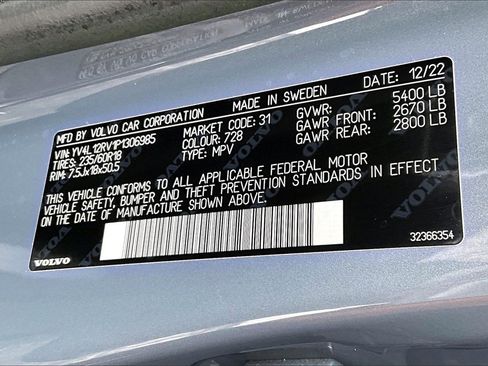 MFD BY VOLVO CAR CORPORATION MADE IN SWEDEN DATE: 12/22
VIN: YV4L12RV1P1306985 MARKET CODE: 31 GVWR: 5400 LB
TIRES: 235/60R18 COLOUR: 728 GAWR FRONT: 2670 LB
RIM: 7.5Jx18x50.5 TYPE: MPV GAWR REAR: 2800 LB
THIS VEHICLE CONFORMS TO ALL APPLICABLE FEDERAL MOTOR
VEHICLE SAFETY, BUMPER AND THEFT PREVENTION STANDARDS IN EFFECT
ON THE DATE OF MANUFACTURE SHOWN ABOVE.
VOLVO
32366354